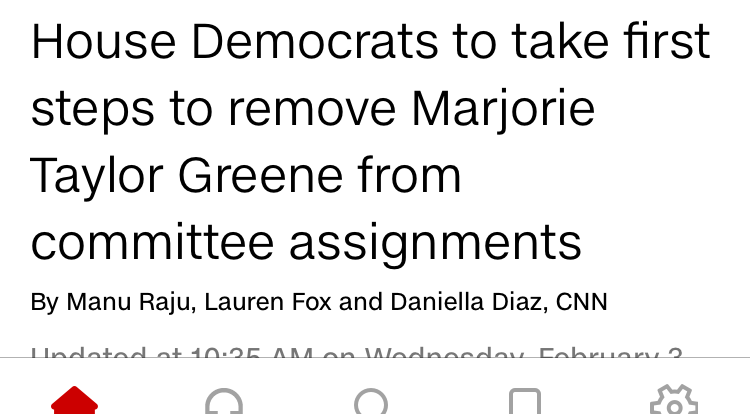 House Democrats to take first
steps to remove Marjorie
Taylor Greene from
committee assignments
By Manu Raju, Lauren Fox and Daniella Diaz, CNN
Updated at 10:35 AM on Wednesday, February 3